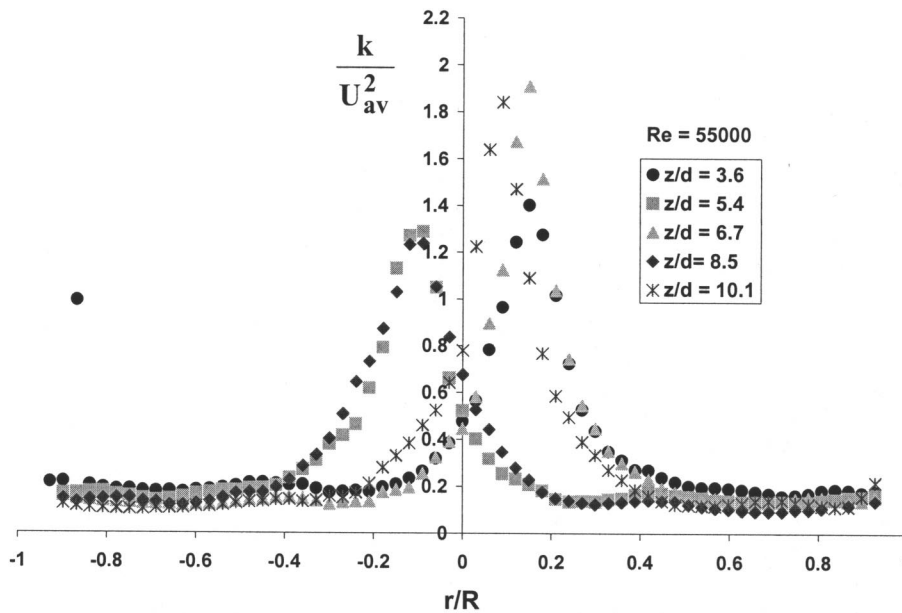 2.2
2
1.8
1.6
1.4
1.2
1
0.8
0.6
0.4
0.2
0
k
U²av
Re = 55000
z/d = 3.6
z/d = 5.4
z/d = 6.7
z/d= 8.5
z/d = 10.1
-1 -0.8 -0.6 -0.4 -0.2 0 0.2 0.4 0.6 0.8
r/R